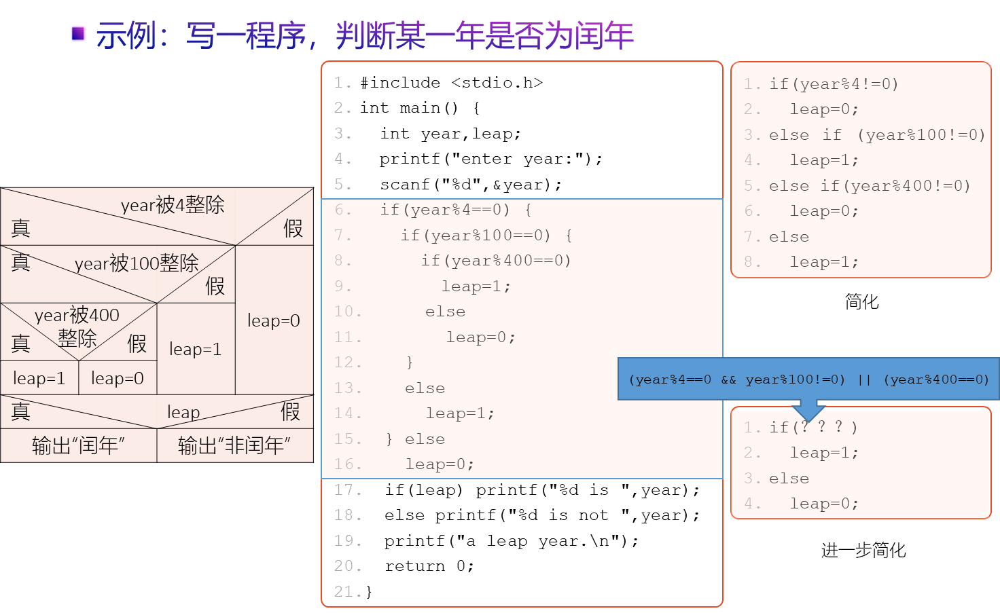 示例：写一程序，判断某一年是否为闰年
year被4整除
真
假
真
year被100整除
假
year被400
整除
真
假
leap=1
leap=0
leap=1
leap=0
真
leap
假
输出“闰年”
输出“非闰年”
1. #include <stdio.h>
2. int main() {
3.   int year,leap;
4.   printf("enter year:");
5.   scanf("%d",&year);
6.   if(year%4==0) {
7.     if(year%100==0) {
8.       if(year%400==0)
9.         leap=1;
10.       else
11.         leap=0;
12.     }
13.     else
14.       leap=1;
15.   } else
16.     leap=0;
17.   if(leap) printf("%d is ",year);
18.   else printf("%d is not ",year);
19.   printf("a leap year.\n");
20.   return 0;
21.}
1. if(year%4!=0)
2.   leap=0;
3. else if (year%100!=0)
4.   leap=1;
5. else if(year%400!=0)
6.   leap=0;
7. else
8.   leap=1;
简化
(year%4==0 && year%100!=0) || (year%400==0)
1. if(？？？)
2.   leap=1;
3. else
4.   leap=0;
进一步简化